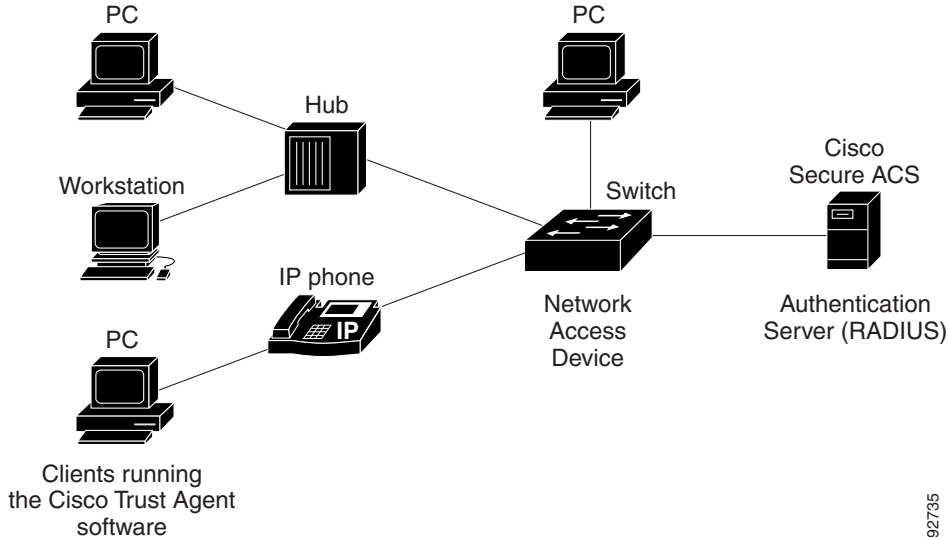 PC
PC
Hub
Cisco
Secure ACS
Workstation
Switch
IP phone
IP
Network
Access
Device
Authentication
Server (RADIUS)
PC
Clients running
the Cisco Trust Agent
software
92735